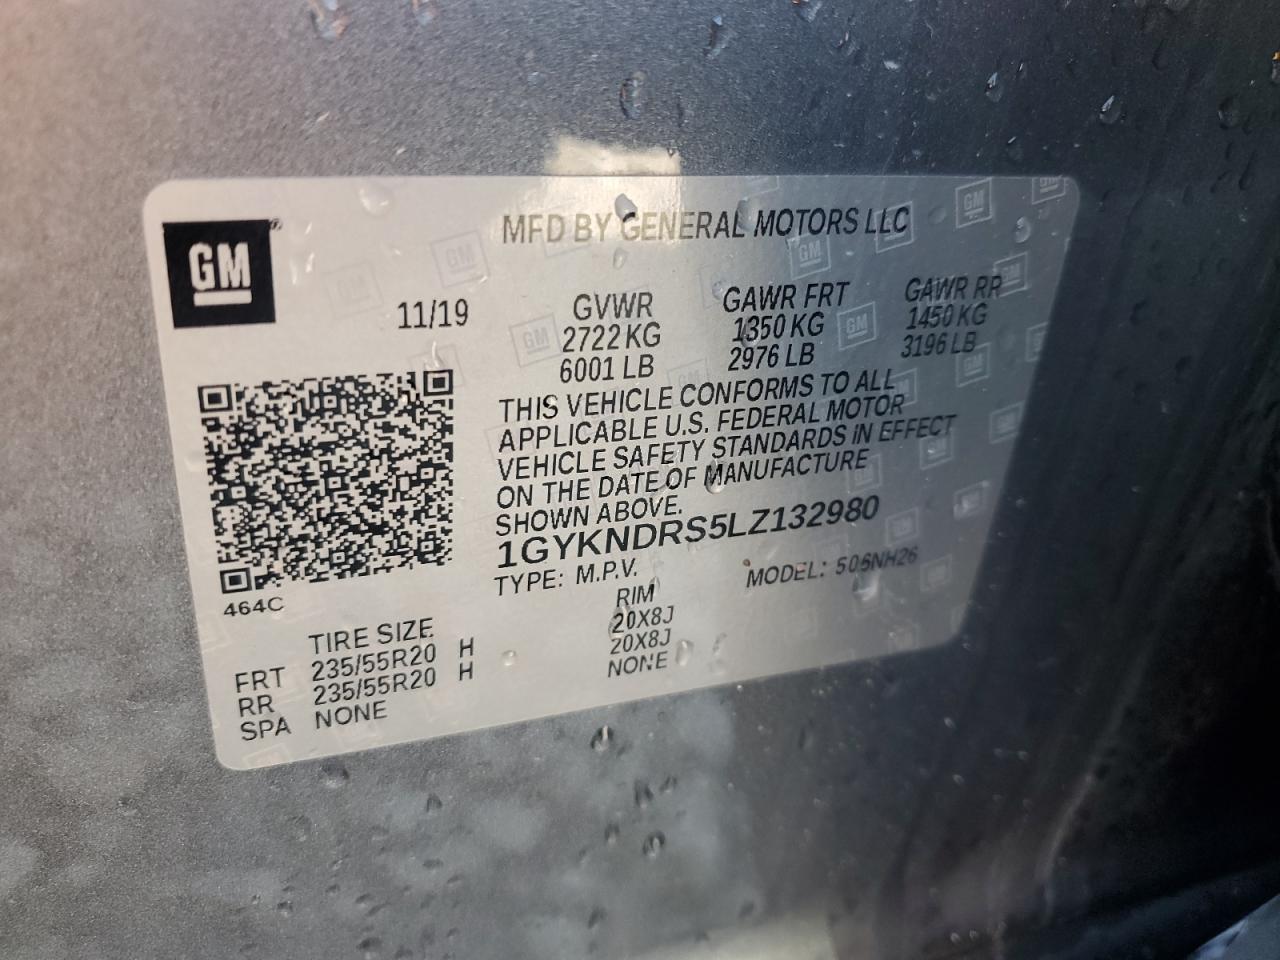 GM
MFD BY GENERAL MOTORS LLC
11/19
GVWR GAWR FRT GAWR RR
2722 KG 1350 KG 1450 KG
6001 LB 2976 LB 3196 LB
THIS VEHICLE CONFORMS TO ALL
APPLICABLE U.S. FEDERAL MOTOR
VEHICLE SAFETY STANDARDS IN EFFECT
ON THE DATE OF MANUFACTURE
SHOWN ABOVE.
1GYKNDRS5LZ132980
TYPE: M.P.V. MODEL: 506NH26
464C
TIRE SIZE RIM
FRT 235/55R20 H 20X8J
RR 235/55R20 H 20X8J
SPA NONE NONE